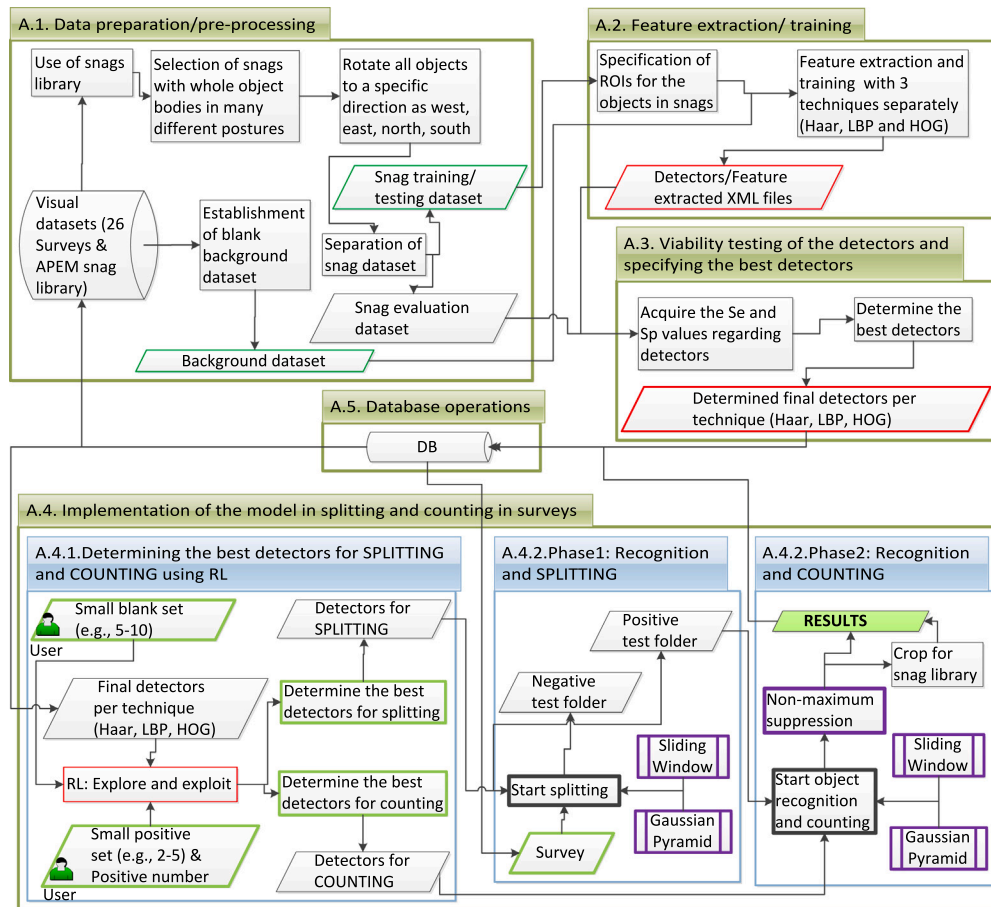 A.1. Data preparation/pre-processing
Use of snags
library
Selection of snags
with whole object
bodies in many
different postures
Rotate all objects
to a specific
direction as west,
east, north, south
Snag training/
testing dataset
Visual
datasets (26
Surveys &
APEM snag
library)
Establishment
of blank
background
dataset
Separation of
snag dataset
Snag evaluation
dataset
Background dataset
A.2. Feature extraction/ training
Specification of
ROIs for the
objects in snags
Feature extraction and
training with 3
techniques separately
(Haar, LBP and HOG)
Detectors/Feature
extracted XML files
A.3. Viability testing of the detectors and
specifying the best detectors
Acquire the Se and
Sp values regarding
detectors
Determine the
best detectors
Determined final detectors per
technique (Haar, LBP, HOG)
A.5. Database operations
DB
A.4. Implementation of the model in splitting and counting in surveys
A.4.1.Determining the best detectors for SPLITTING
and COUNTING using RL
Small blank set
(e.g., 5-10)
User
Detectors for
SPLITTING
Final detectors
per technique
(Haar, LBP, HOG)
Determine the best
detectors for splitting
RL: Explore and exploit
Determine the best
detectors for counting
Small positive
set (e.g., 2-5) &
Positive number
User
Detectors for
COUNTING
A.4.2.Phase1: Recognition
and SPLITTING
Positive
test folder
Negative
test folder
Sliding
Window
Start splitting
Gaussian
Pyramid
Survey
A.4.2.Phase2: Recognition
and COUNTING
RESULTS
Crop for
snag library
Non-maximum
suppression
Sliding
Window
Start object
recognition
and counting
Gaussian
Pyramid